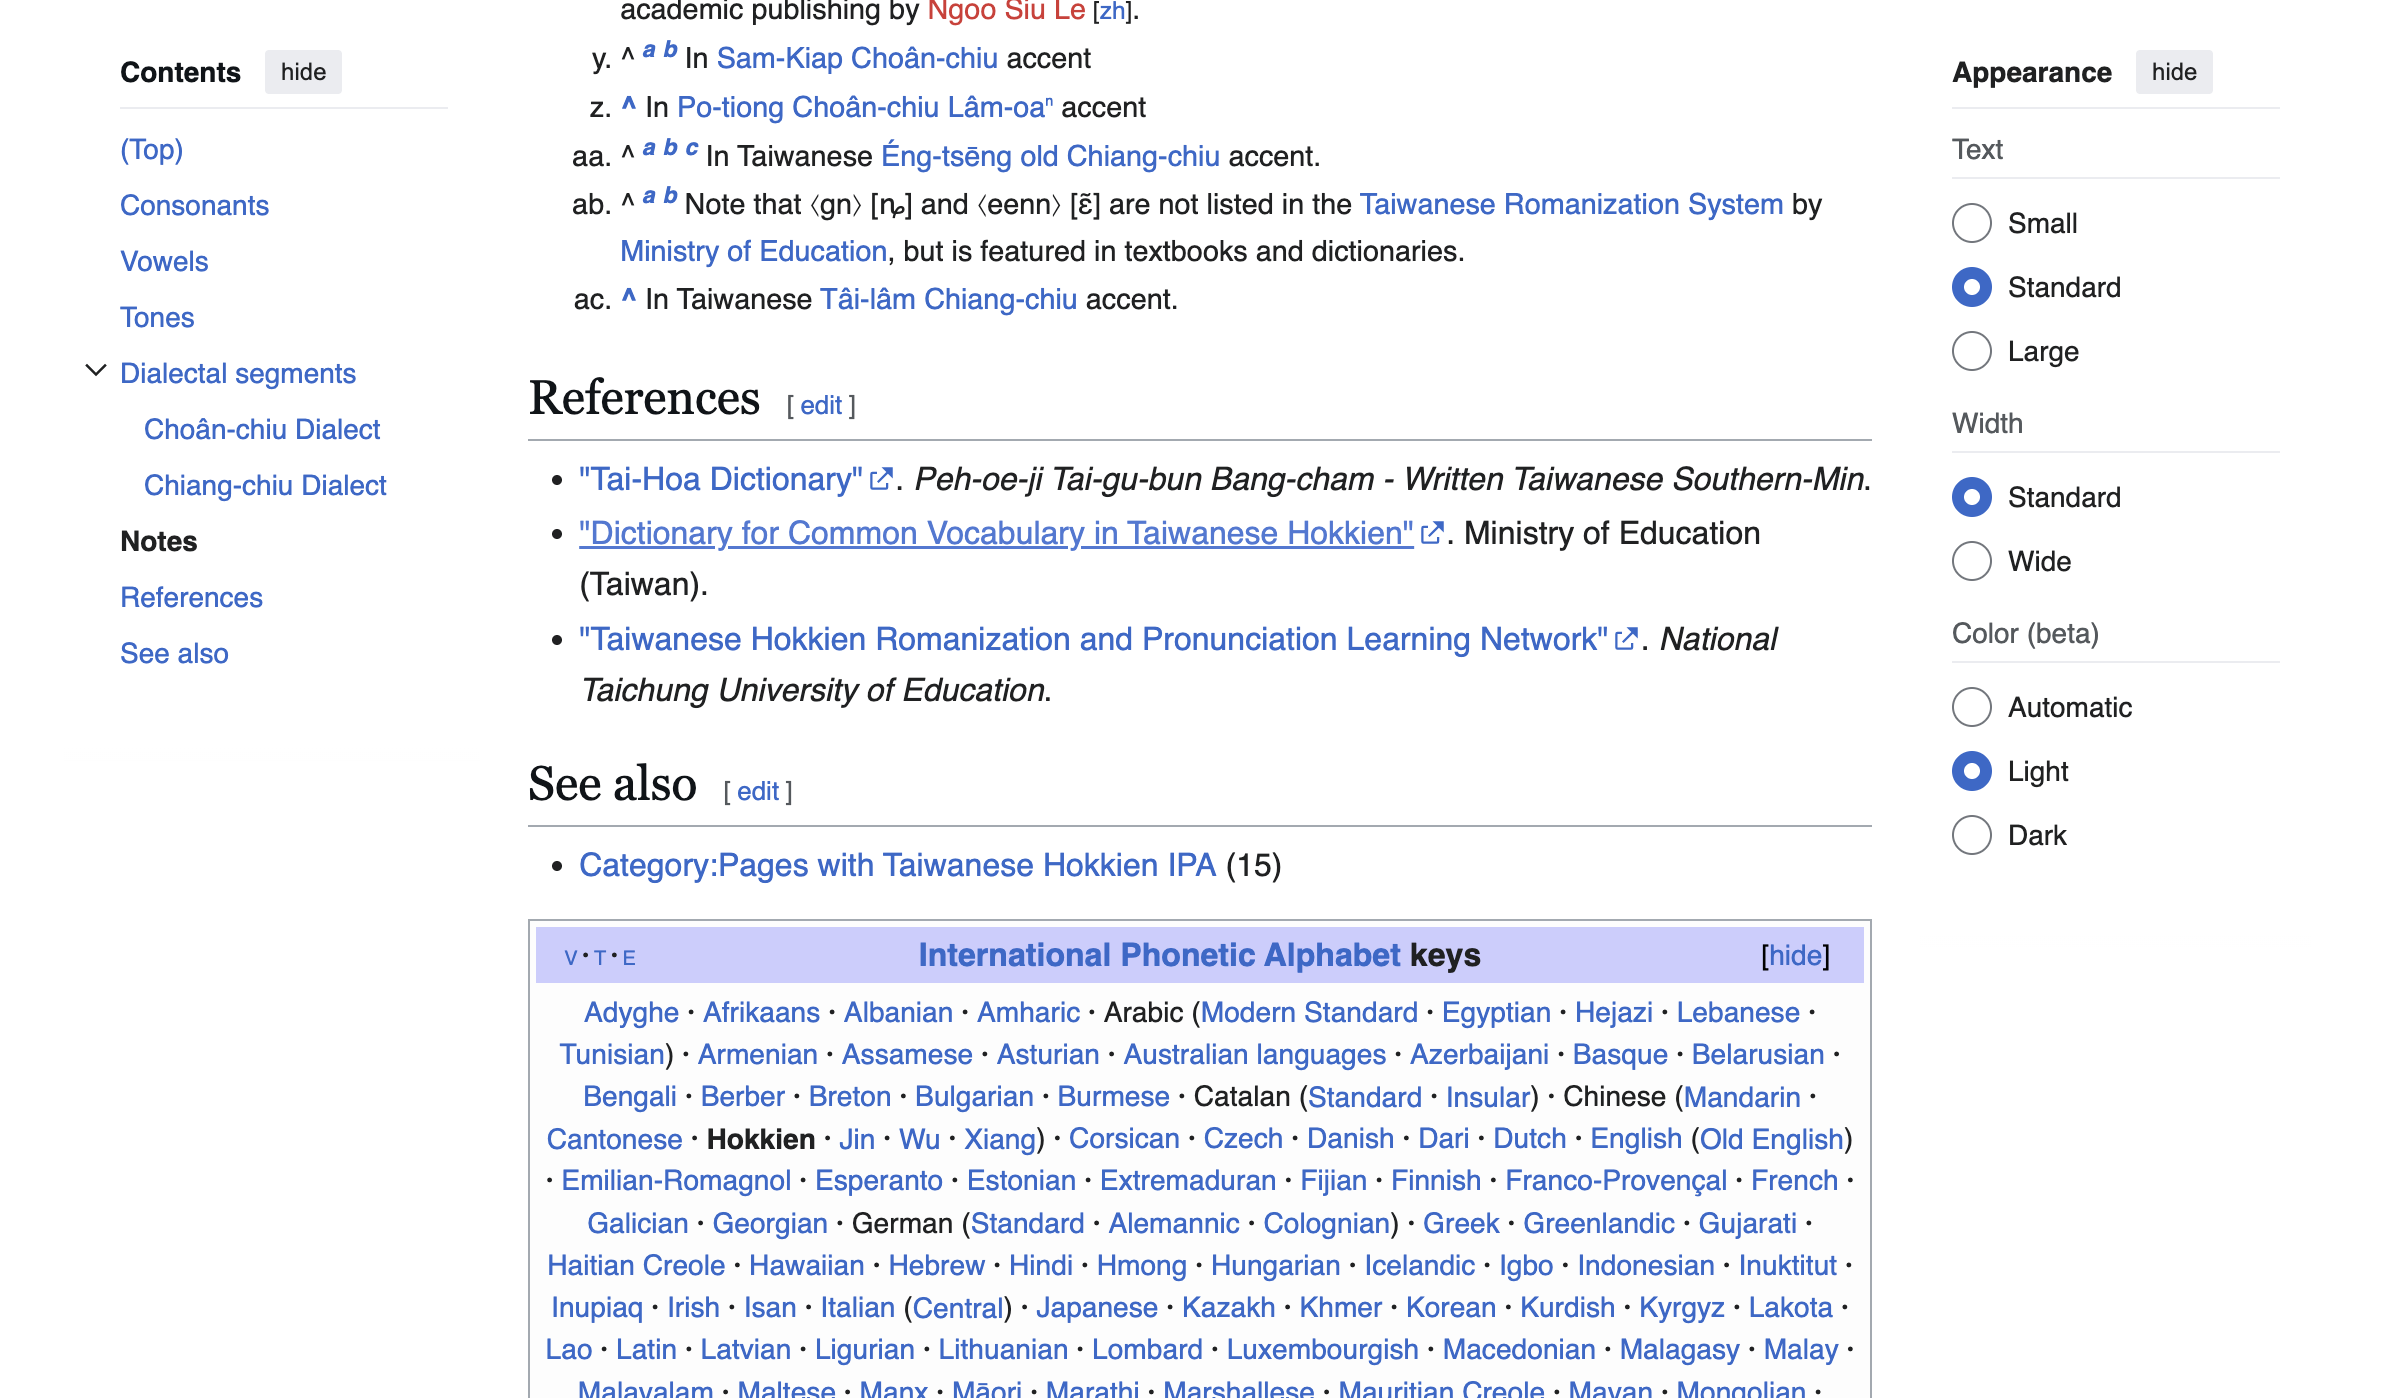 Contents hide
(Top)
Consonants
Vowels
Tones
Dialectal segments
Choân-chiu Dialect
Chiang-chiu Dialect
Notes
References
See also
academic publishing by Ngoo Siu Le [zh].
y. ^ a b In Sam-Kiap Choân-chiu accent
z. ^ In Po-tiong Choân-chiu Lâm-oaⁿ accent
aa. ^ a b c In Taiwanese Éng-tsēng old Chiang-chiu accent.
ab. ^ a b Note that ⟨gn⟩ [ȵ] and ⟨eenn⟩ [ɛ̃] are not listed in the Taiwanese Romanization System by
Ministry of Education, but is featured in textbooks and dictionaries.
ac. ^ In Taiwanese Tâi-lâm Chiang-chiu accent.
References [ edit ]
• "Tai-Hoa Dictionary". Peh-oe-ji Tai-gu-bun Bang-cham - Written Taiwanese Southern-Min.
• "Dictionary for Common Vocabulary in Taiwanese Hokkien". Ministry of Education
(Taiwan).
• "Taiwanese Hokkien Romanization and Pronunciation Learning Network". National
Taichung University of Education.
See also [ edit ]
• Category:Pages with Taiwanese Hokkien IPA (15)
V · T · E International Phonetic Alphabet keys [hide]
Adyghe · Afrikaans · Albanian · Amharic · Arabic (Modern Standard · Egyptian · Hejazi · Lebanese ·
Tunisian) · Armenian · Assamese · Asturian · Australian languages · Azerbaijani · Basque · Belarusian ·
Bengali · Berber · Breton · Bulgarian · Burmese · Catalan (Standard · Insular) · Chinese (Mandarin ·
Cantonese · Hokkien · Jin · Wu · Xiang) · Corsican · Czech · Danish · Dari · Dutch · English (Old English)
· Emilian-Romagnol · Esperanto · Estonian · Extremaduran · Fijian · Finnish · Franco-Provençal · French ·
Galician · Georgian · German (Standard · Alemannic · Colognian) · Greek · Greenlandic · Gujarati ·
Haitian Creole · Hawaiian · Hebrew · Hindi · Hmong · Hungarian · Icelandic · Igbo · Indonesian · Inuktitut ·
Inupiaq · Irish · Isan · Italian (Central) · Japanese · Kazakh · Khmer · Korean · Kurdish · Kyrgyz · Lakota ·
Lao · Latin · Latvian · Ligurian · Lithuanian · Lombard · Luxembourgish · Macedonian · Malagasy · Malay ·
Malayalam · Maltese · Manx · Māori · Marathi · Marshallese · Mauritian Creole · Mayan · Mongolian ·
Appearance hide
Text
Small
Standard
Large
Width
Standard
Wide
Color (beta)
Automatic
Light
Dark